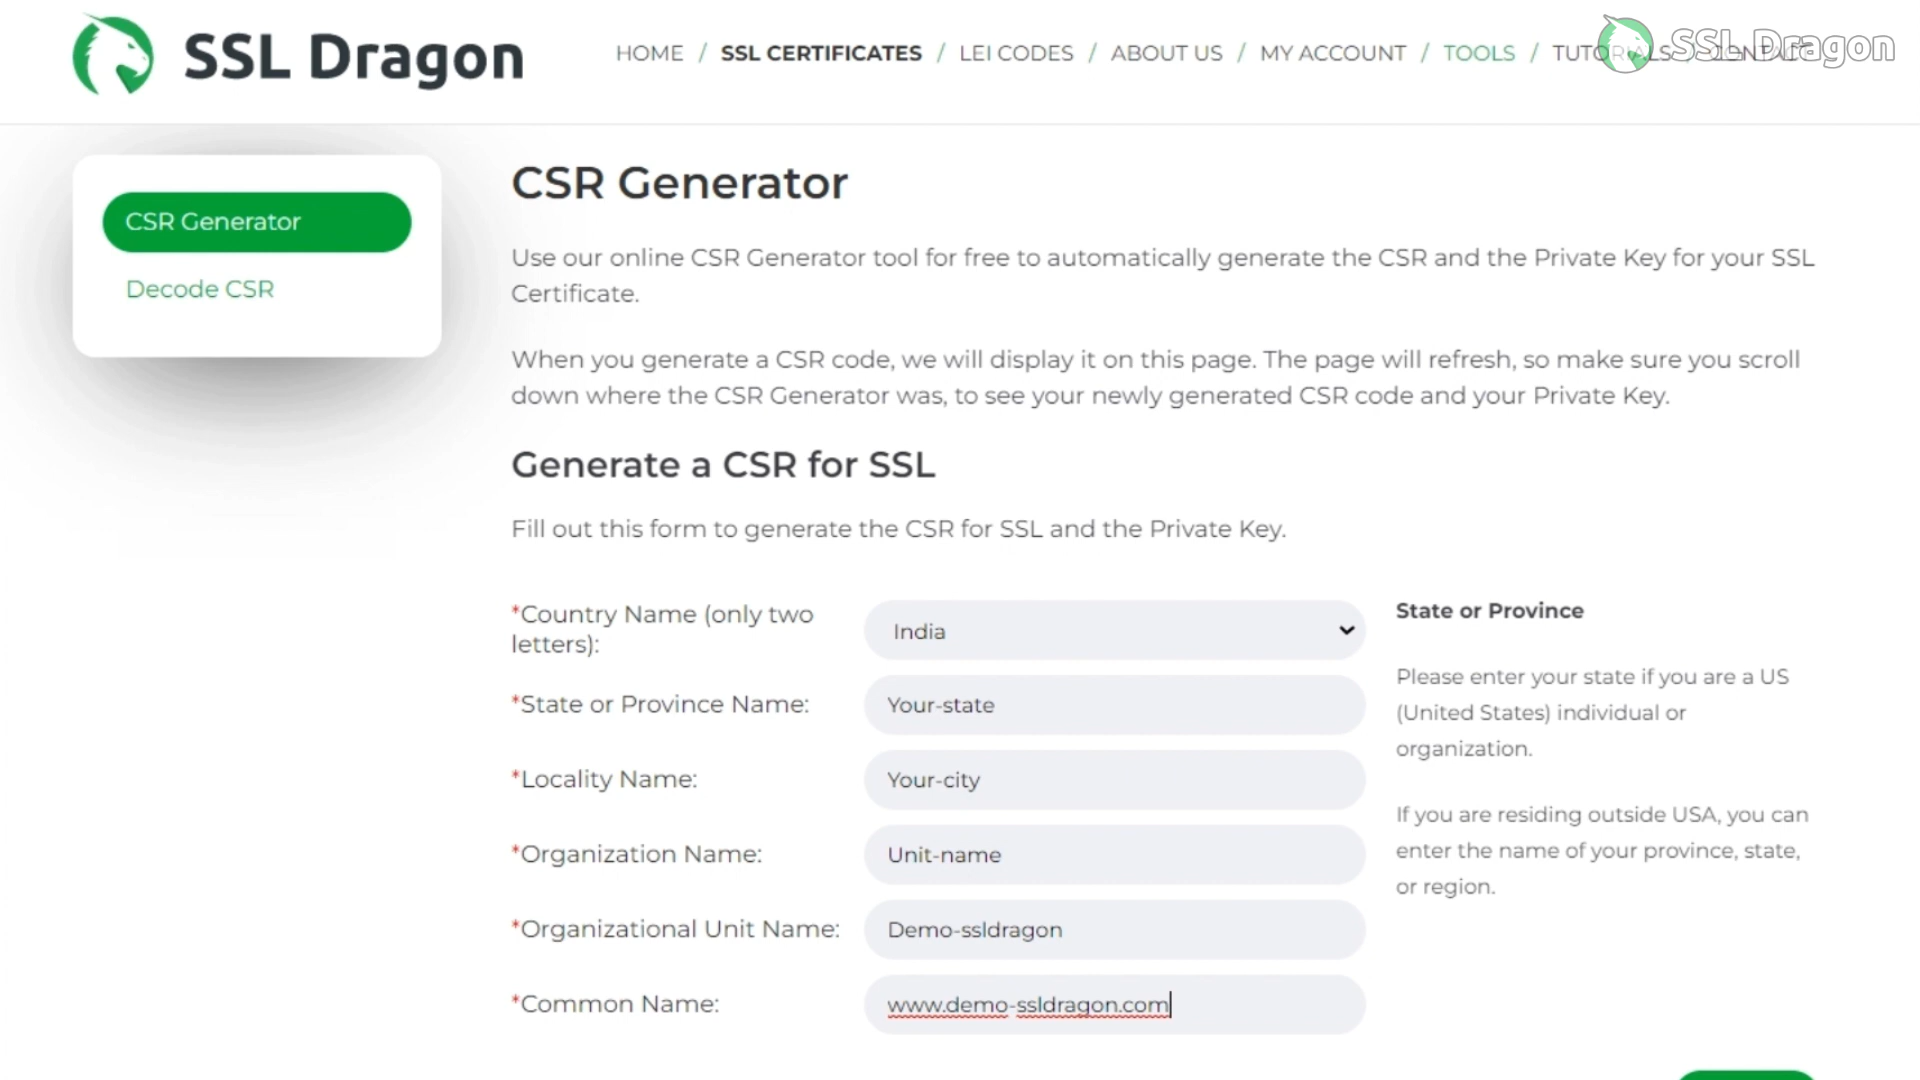 SSL Dragon
HOME / SSL CERTIFICATES / LEI CODES / ABOUT US / MY ACCOUNT / TOOLS / TUTORIALS / CONTACT
SSL Dragon
CSR Generator
Decode CSR
CSR Generator
Use our online CSR Generator tool for free to automatically generate the CSR and the Private Key for your SSL
Certificate.
When you generate a CSR code, we will display it on this page. The page will refresh, so make sure you scroll
down where the CSR Generator was, to see your newly generated CSR code and your Private Key.
Generate a CSR for SSL
Fill out this form to generate the CSR for SSL and the Private Key.
*Country Name (only two
letters):
India
*State or Province Name:
Your-state
*Locality Name:
Your-city
*Organization Name:
Unit-name
*Organizational Unit Name:
Demo-ssldragon
*Common Name:
www.demo-ssldragon.com
State or Province
Please enter your state if you are a US
(United States) individual or
organization.
If you are residing outside USA, you can
enter the name of your province, state,
or region.